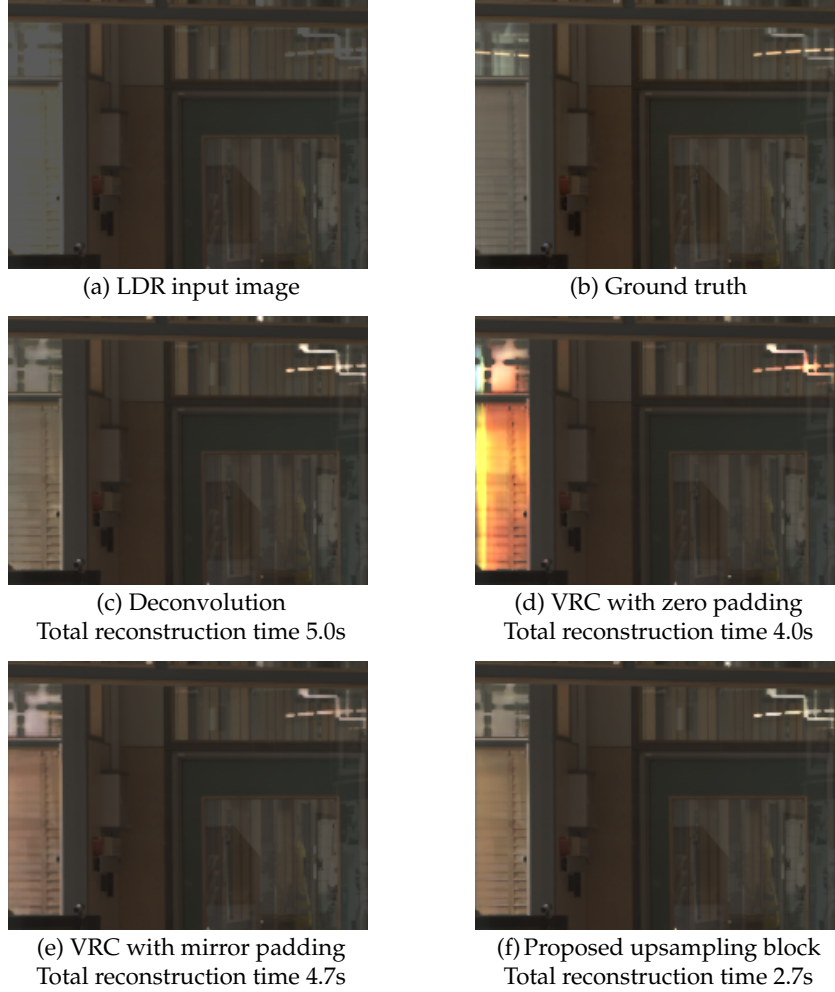 (a) LDR input image
(b) Ground truth
(c) Deconvolution
Total reconstruction time 5.0s
(d) VRC with zero padding
Total reconstruction time 4.0s
(e) VRC with mirror padding
Total reconstruction time 4.7s
(f) Proposed upsampling block
Total reconstruction time 2.7s